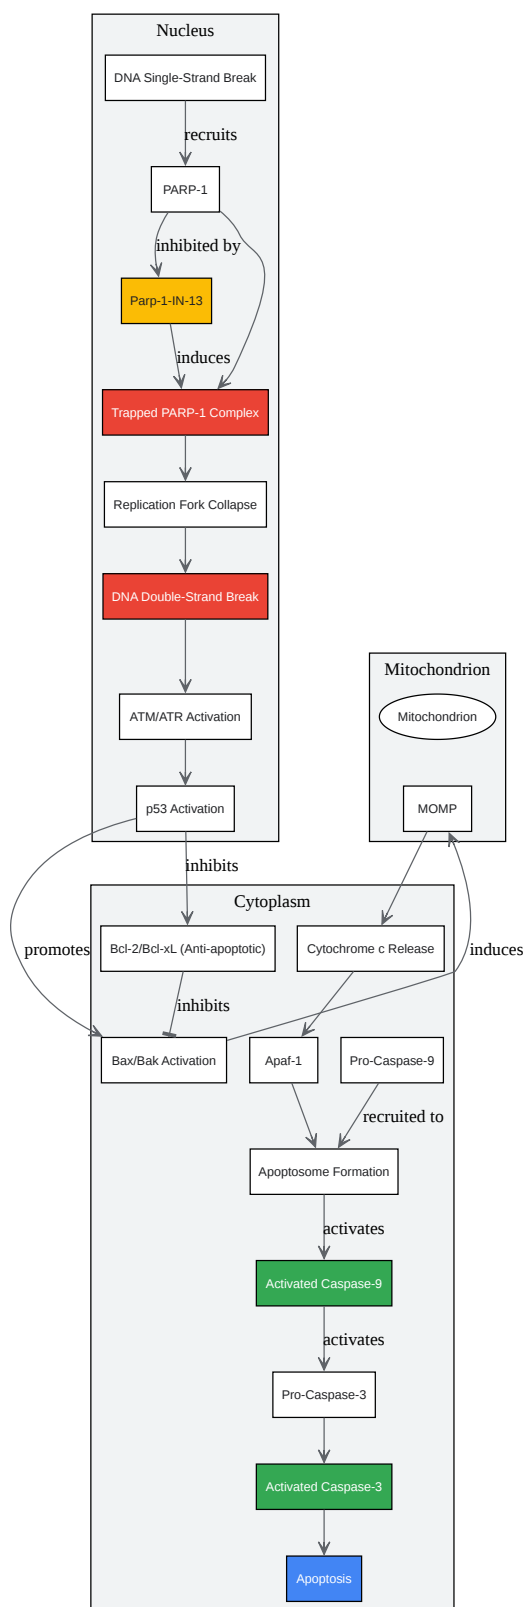 Nucleus
DNA Single-Strand Break
recruits
PARP-1
inhibited by
Parp-1-IN-13
induces
Trapped PARP-1 Complex
Replication Fork Collapse
DNA Double-Strand Break
ATM/ATR Activation
p53 Activation
Mitochondrion
Mitochondrion
MOMP
inhibits
Cytoplasm
Bcl-2/Bcl-xL (Anti-apoptotic)
Cytochrome c Release
promotes
induces
inhibits
Bax/Bak Activation
Apaf-1
Pro-Caspase-9
recruited to
Apoptosome Formation
activates
Activated Caspase-9
activates
Pro-Caspase-3
Activated Caspase-3
Apoptosis